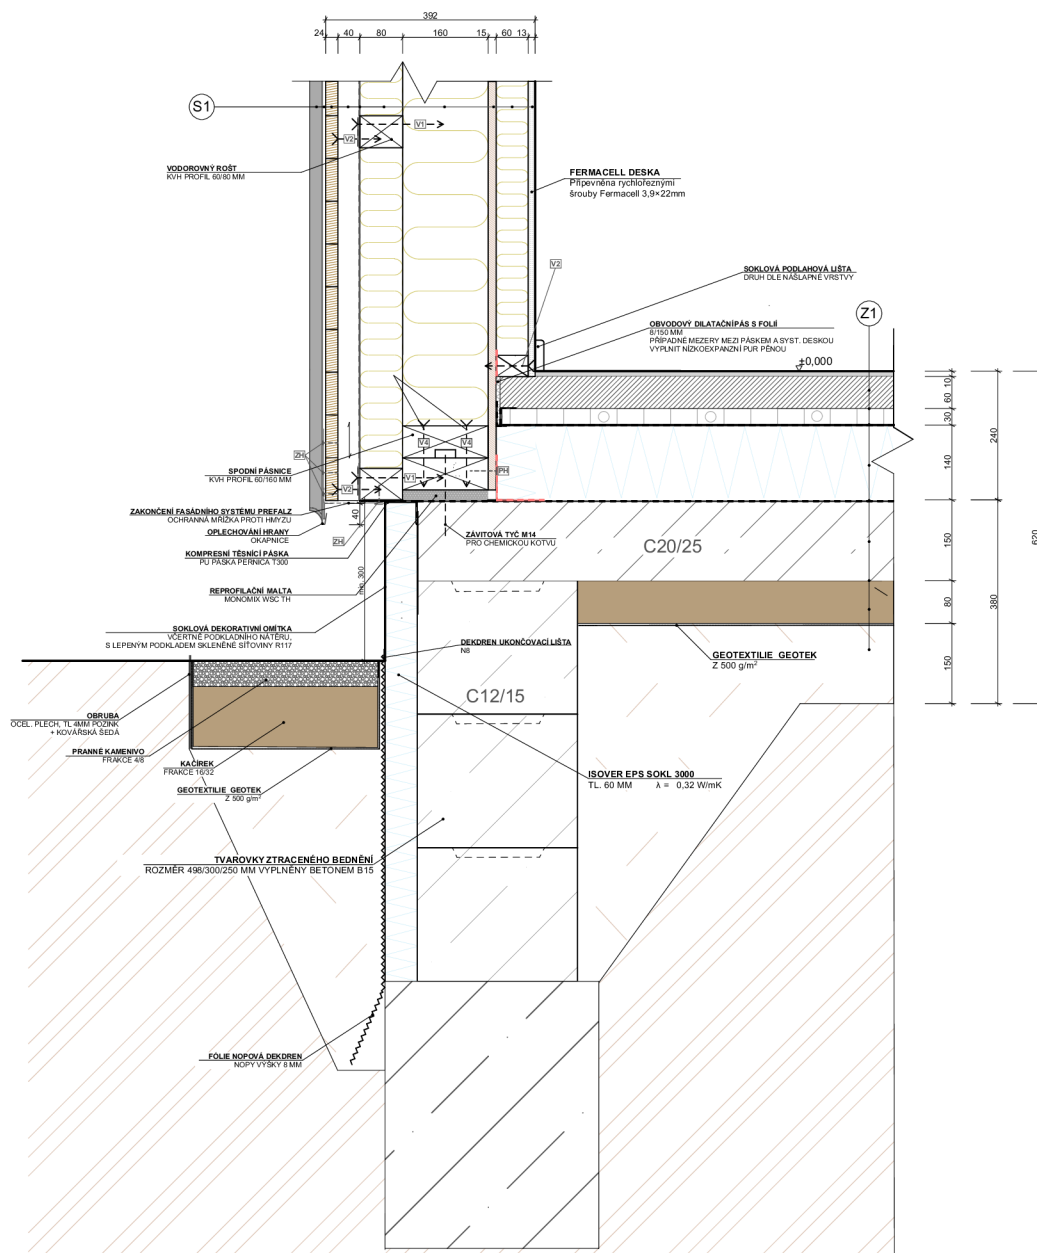 392
24 40 80 160 15 60 13
S1
V1
V2
VODOROVNÝ ROŠT
KVH PROFIL 60/80 MM
FERMACELL DESKA
Připevněna rychlořeznými
šrouby Fermacell 3,9×22mm
V2
SOKLOVÁ PODLAHOVÁ LIŠTA
DRUH DLE NÁŠLAPNÉ VRSTVY
Z1
OBVODOVÝ DILATAČNÍ PÁS S FOLIÍ
8/150 MM
PŘÍPADNÉ MEZERY MEZI PÁSKEM A SYST. DESKOU
VYPLNIT NÍZKOEXPANZNÍ PUR PĚNOU
±0,000
10
60
30
140
240
620
V4 V4
ZH
PH
SPODNÍ PÁSNICE
KVH PROFIL 60/160 MM
V1
V2
ZAKONČENÍ FASÁDNÍHO SYSTÉMU PREFALZ
OCHRANNÁ MŘÍŽKA PROTI HMYZU
40
OPLECHOVÁNÍ HRANY
OKAPNICE
ZH
ZÁVITOVÁ TYČ M14
PRO CHEMICKOU KOTVU
C20/25
150
KOMPRESNÍ TĚSNÍCÍ PÁSKA
PU PÁSKA PERNICA T300
min. 300
REPROFILAČNÍ MALTA
MONOMIX WSC TH
80
380
SOKLOVÁ DEKORATIVNÍ OMÍTKA
VČERTNĚ PODKLADNÍHO NÁTĚRU,
S LEPENÝM PODKLADEM SKLENĚNÉ SÍŤOVINY R117
DEKDREN UKONČOVACÍ LIŠTA
N8
GEOTEXTILIE GEOTEK
Z 500 g/m²
150
C12/15
OBRUBA
OCEL. PLECH, TL 4MM POZINK
+ KOVÁŘSKÁ ŠEDÁ
PRANNÉ KAMENIVO
FRAKCE 4/8
KAČÍREK
FRAKCE 16/32
GEOTEXTILIE GEOTEK
Z 500 g/m²
ISOVER EPS SOKL 3000
TL. 60 MM λ = 0,32 W/mK
TVAROVKY ZTRACENÉHO BEDNĚNÍ
ROZMĚR 498/300/250 MM VYPLNĚNY BETONEM B15
FÓLIE NOPOVÁ DEKDREN
NOPY VÝŠKY 8 MM